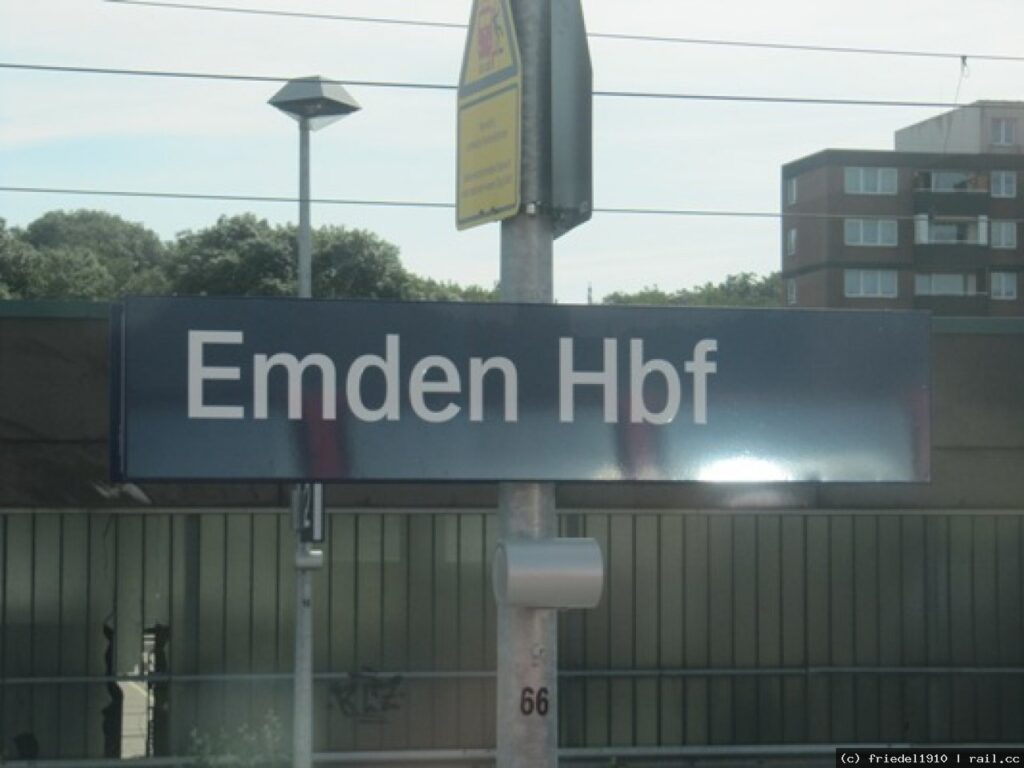 Emden Hbf
66
(c) friedel1910 | rail.cc